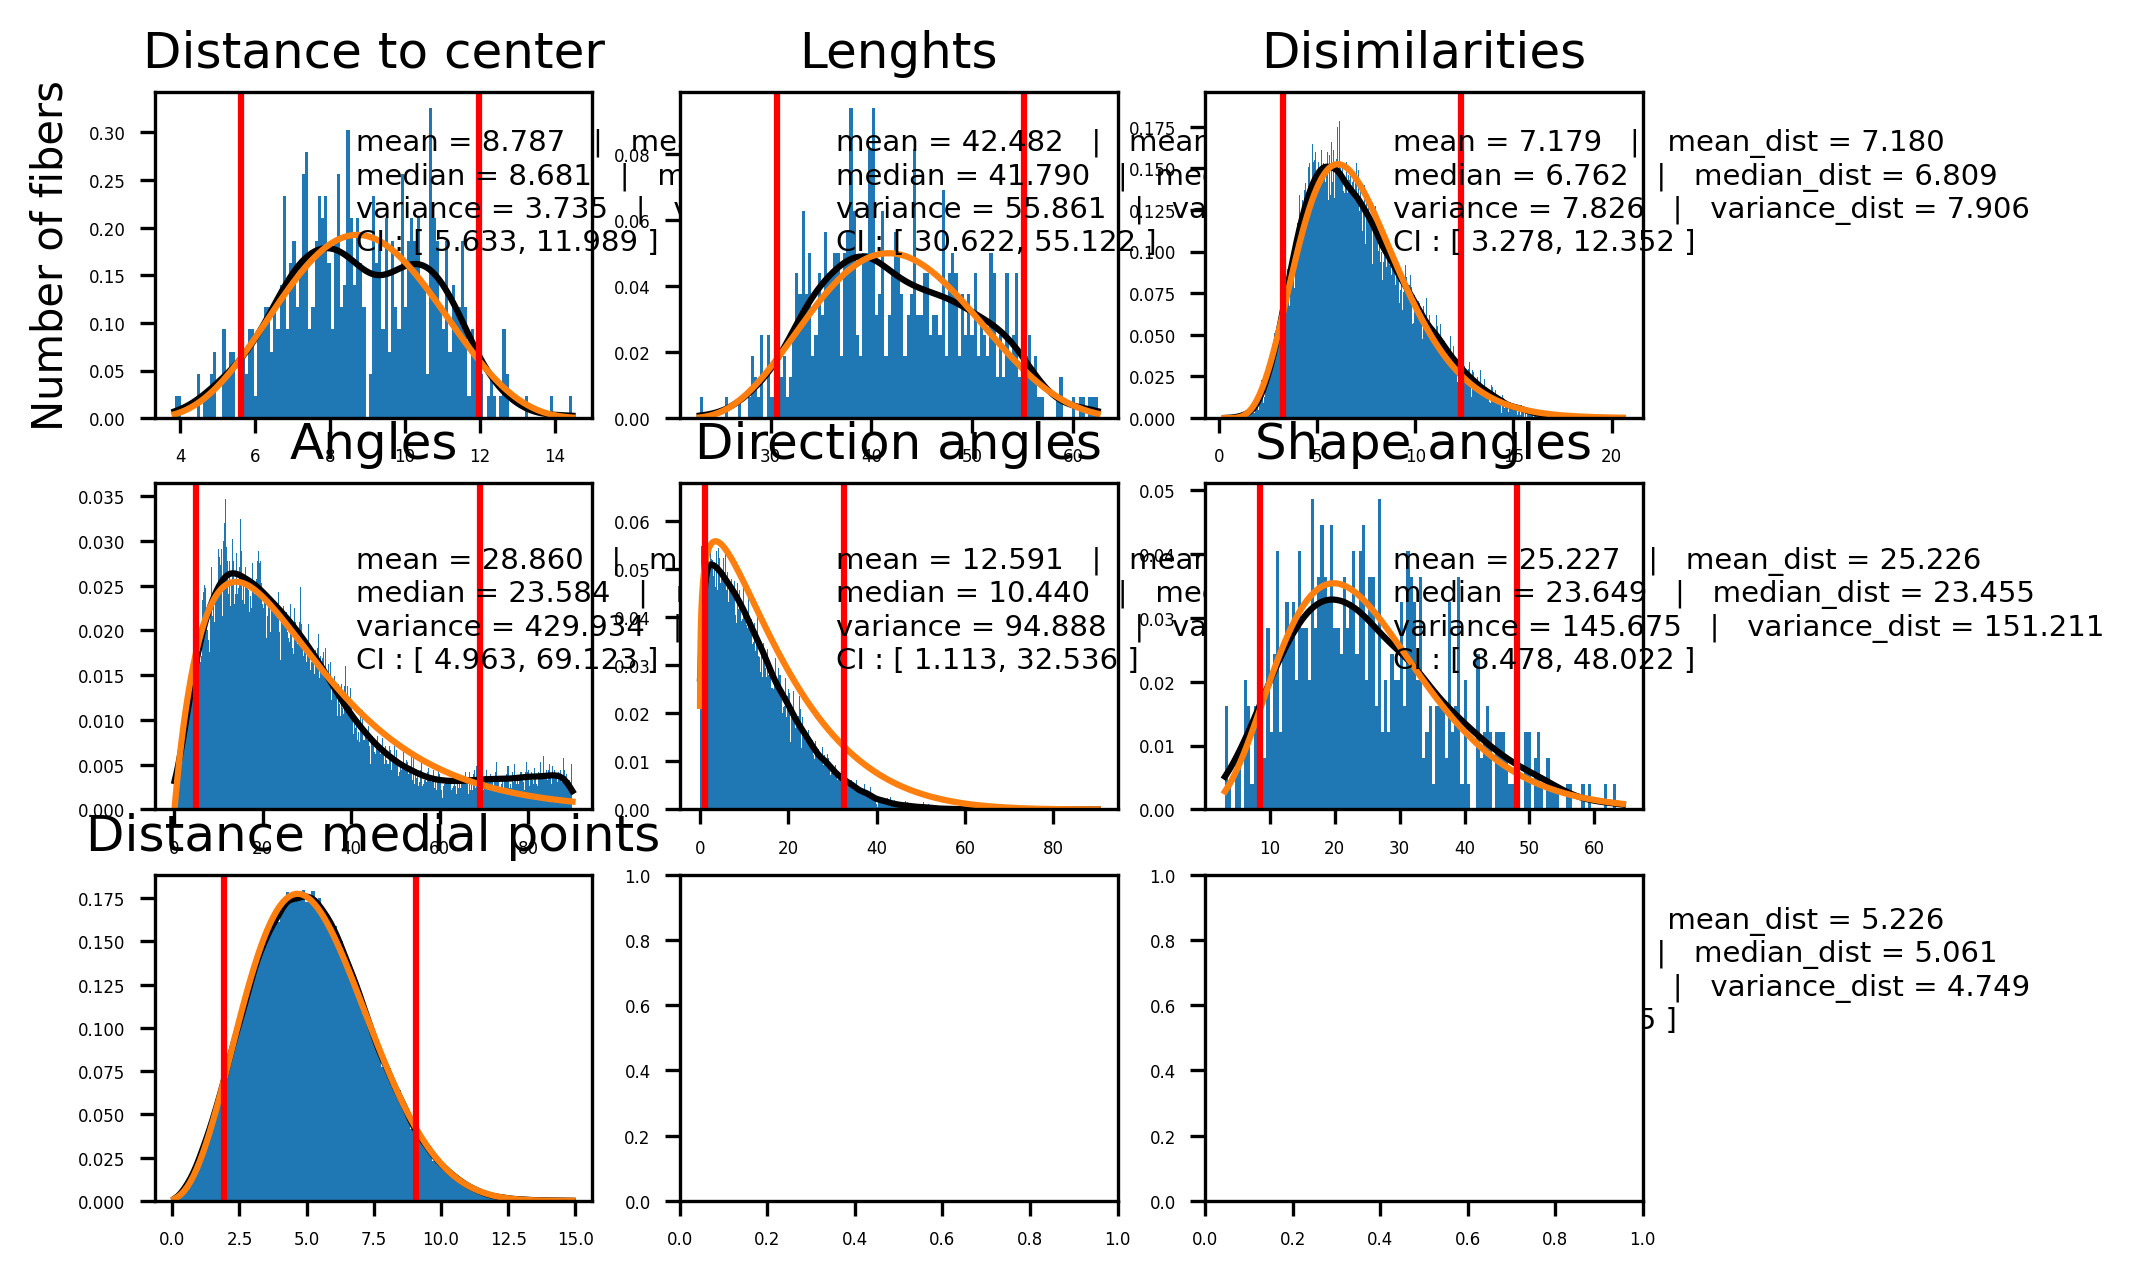 Distance to center
Lenghts
Disimilarities
Number of fibers
0.30
0.25
0.20
0.15
0.10
0.05
0.00
4 6 8 10 12 14
mean = 8.787 | me
median = 8.681 | m
variance = 3.735 | v
CI : [ 5.633, 11.989 ]
0.08
0.06
0.04
0.02
0.00
30 40 50 60
mean = 42.482 | mean
median = 41.790 | me
variance = 55.861 | va
CI : [ 30.622, 55.122 ]
0.175
0.150
0.125
0.100
0.075
0.050
0.025
0.000
0 5 10 15 20
mean = 7.179 | mean_dist = 7.180
median = 6.762 | median_dist = 6.809
variance = 7.826 | variance_dist = 7.906
CI : [ 3.278, 12.352 ]
Angles
Direction angles
Shape angles
0.035
0.030
0.025
0.020
0.015
0.010
0.005
0.000
0 20 40 60 80
mean = 28.860 | m
median = 23.584 |
variance = 429.934 |
CI : [ 4.963, 69.123 ]
0.06
0.05
0.04
0.03
0.02
0.01
0.00
0 20 40 60 80
mean = 12.591 | mean
median = 10.440 | me
variance = 94.888 | va
CI : [ 1.113, 32.536 ]
0.05
0.04
0.03
0.02
0.01
0.00
10 20 30 40 50 60
mean = 25.227 | mean_dist = 25.226
median = 23.649 | median_dist = 23.455
variance = 145.675 | variance_dist = 151.211
CI : [ 8.478, 48.022 ]
Distance medial points
0.175
0.150
0.125
0.100
0.075
0.050
0.025
0.000
0.0 2.5 5.0 7.5 10.0 12.5 15.0
1.0
0.8
0.6
0.4
0.2
0.0
0.0 0.2 0.4 0.6 0.8 1.0
1.0
0.8
0.6
0.4
0.2
0.0
0.0 0.2 0.4 0.6 0.8 1.0
mean_dist = 5.226
| median_dist = 5.061
| variance_dist = 4.749
5 ]